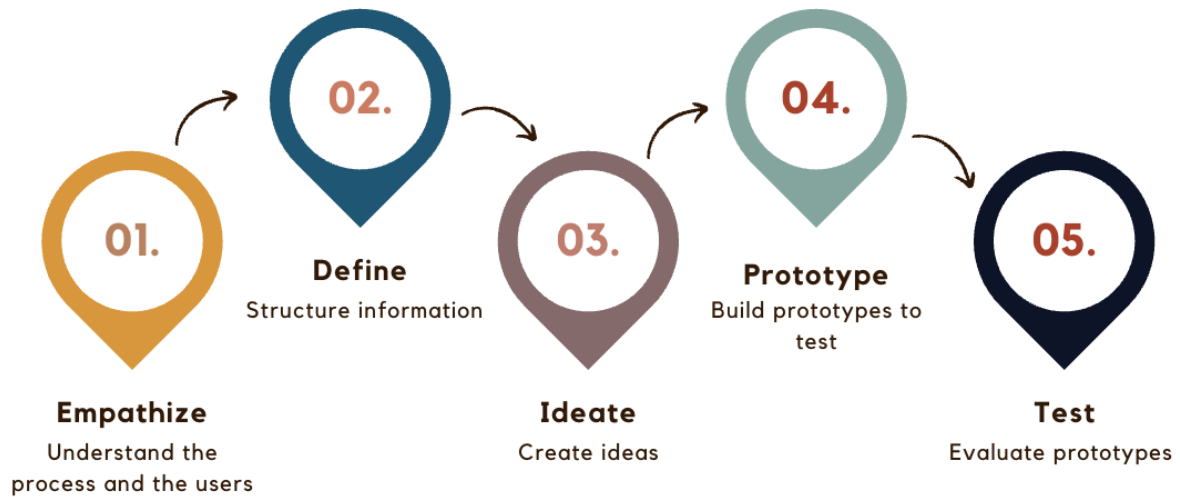 01.
Empathize
Understand the
process and the users
02.
Define
Structure information
03.
Ideate
Create ideas
04.
Prototype
Build prototypes to
test
05.
Test
Evaluate prototypes